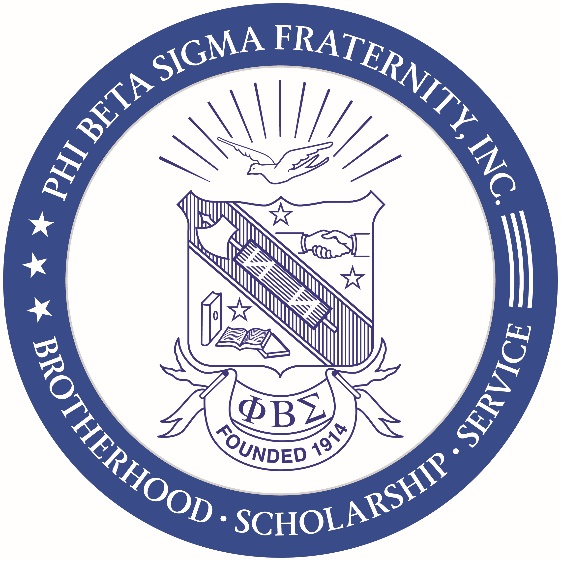 PHI BETA SIGMA FRATERNITY, INC.
ΦΒΣ
FOUNDED 1914
BROTHERHOOD · SCHOLARSHIP · SERVICE